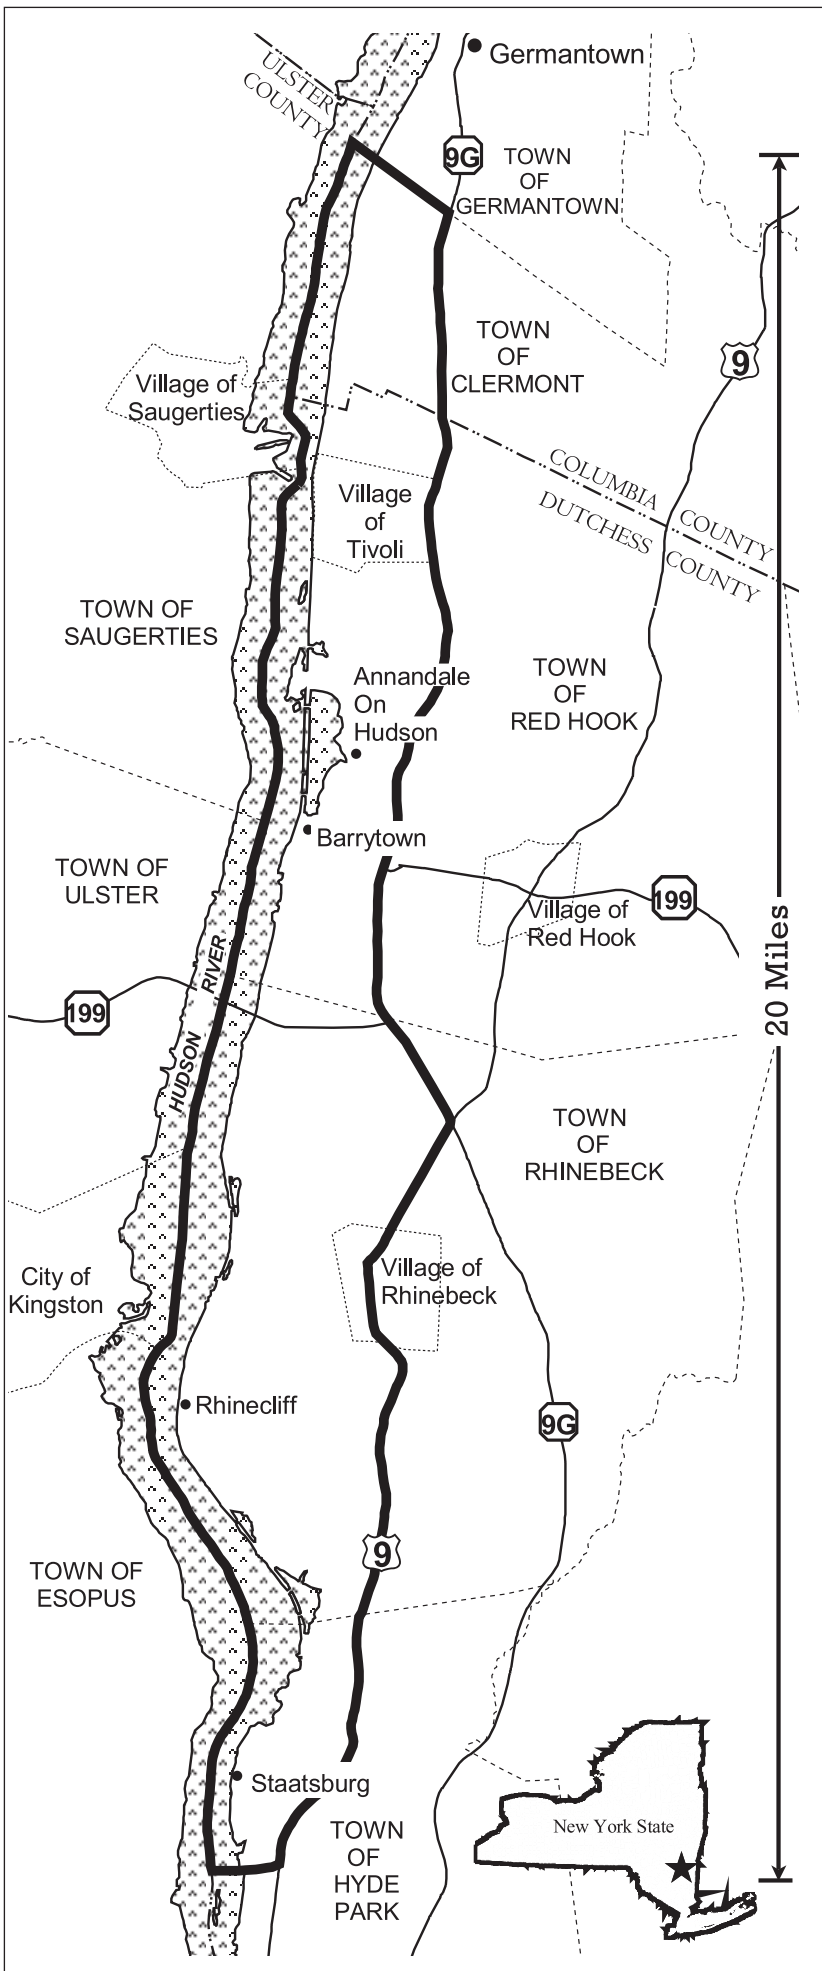 Germantown
ULSTER
COUNTY
9G
TOWN
OF
GERMANTOWN
TOWN
OF
CLERMONT
9
Village of
Saugerties
COLUMBIA COUNTY
DUTCHESS COUNTY
Village
of
Tivoli
TOWN OF
SAUGERTIES
Annandale
On
Hudson
TOWN
OF
RED HOOK
Barrytown
TOWN OF
ULSTER
199
Village of
Red Hook
20 Miles
HUDSON RIVER
199
TOWN
OF
RHINEBECK
City of
Kingston
Village of
Rhinebeck
Rhinecliff
9G
9
TOWN OF
ESOPUS
Staatsburg
TOWN
OF
HYDE
PARK
New York State